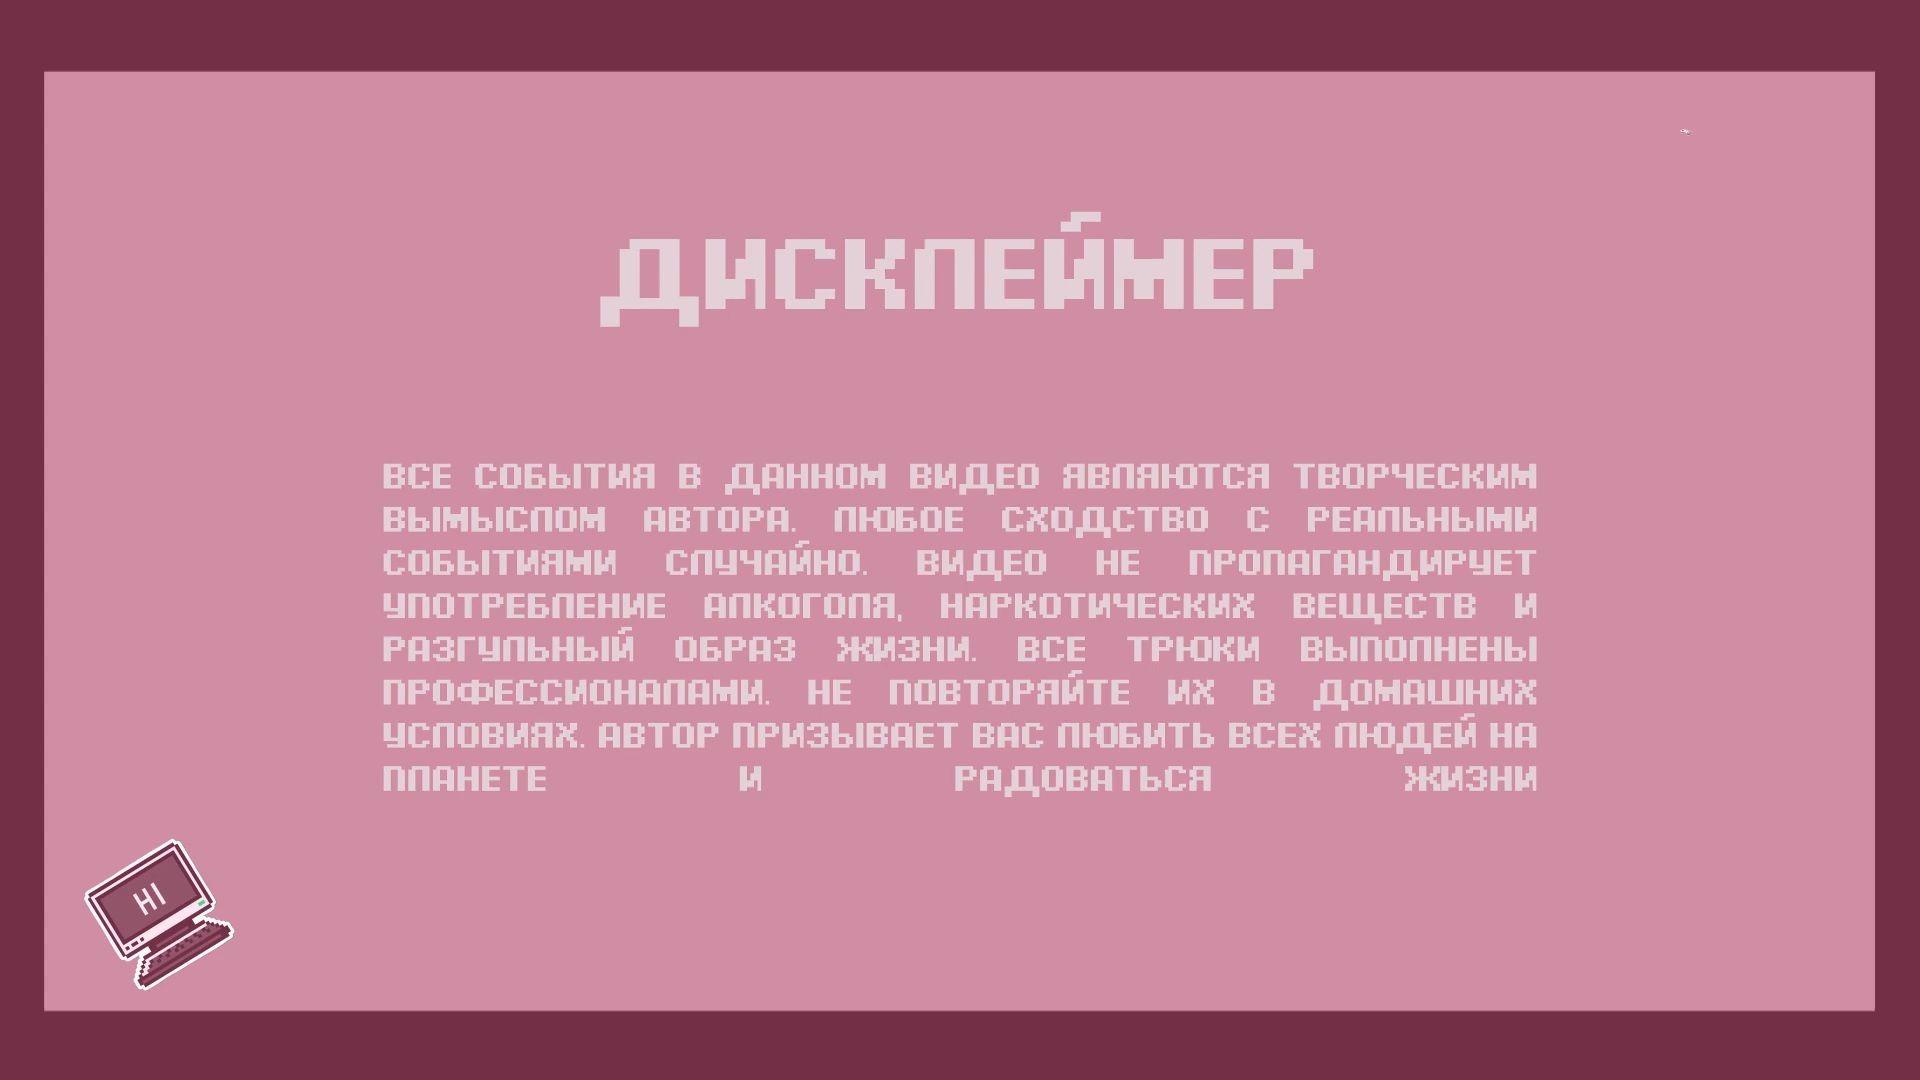 ДИСКЛЕЙМЕР
ВСЕ СОБЫТИЯ В ДАННОМ ВИДЕО ЯВЛЯЮТСЯ ТВОРЧЕСКИМ
ВЫМЫСЛОМ АВТОРА. ЛЮБОЕ СХОДСТВО С РЕАЛЬНЫМИ
СОБЫТИЯМИ СЛУЧАЙНО. ВИДЕО НЕ ПРОПАГАНДИРУЕТ
УПОТРЕБЛЕНИЕ АЛКОГОЛЯ, НАРКОТИЧЕСКИХ ВЕЩЕСТВ И
РАЗГУЛЬНЫЙ ОБРАЗ ЖИЗНИ. ВСЕ ТРЮКИ ВЫПОЛНЕНЫ
ПРОФЕССИОНАЛАМИ. НЕ ПОВТОРЯЙТЕ ИХ В ДОМАШНИХ
УСЛОВИЯХ. АВТОР ПРИЗЫВАЕТ ВАС ЛЮБИТЬ ВСЕХ ЛЮДЕЙ НА
ПЛАНЕТЕ И РАДОВАТЬСЯ ЖИЗНИ
HI